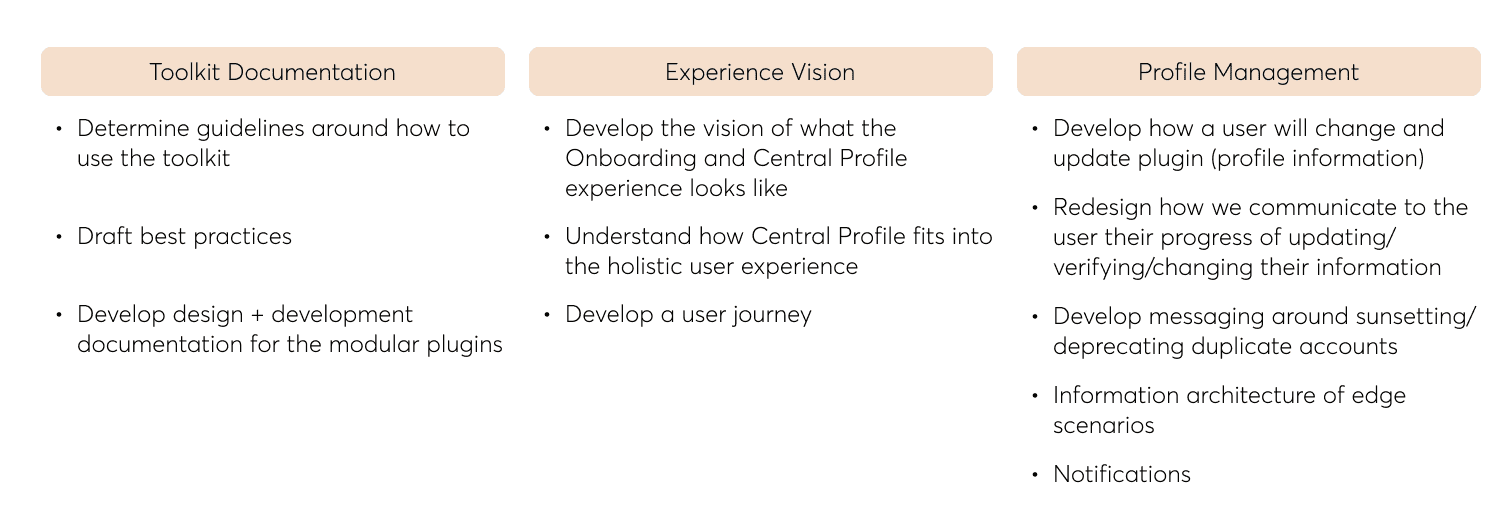 Toolkit Documentation
• Determine guidelines around how to
use the toolkit
• Draft best practices
• Develop design + development
documentation for the modular plugins
Experience Vision
• Develop the vision of what the
Onboarding and Central Profile
experience looks like
• Understand how Central Profile fits into
the holistic user experience
• Develop a user journey
Profile Management
• Develop how a user will change and
update plugin (profile information)
• Redesign how we communicate to the
user their progress of updating/
verifying/changing their information
• Develop messaging around sunsetting/
deprecating duplicate accounts
• Information architecture of edge
scenarios
• Notifications